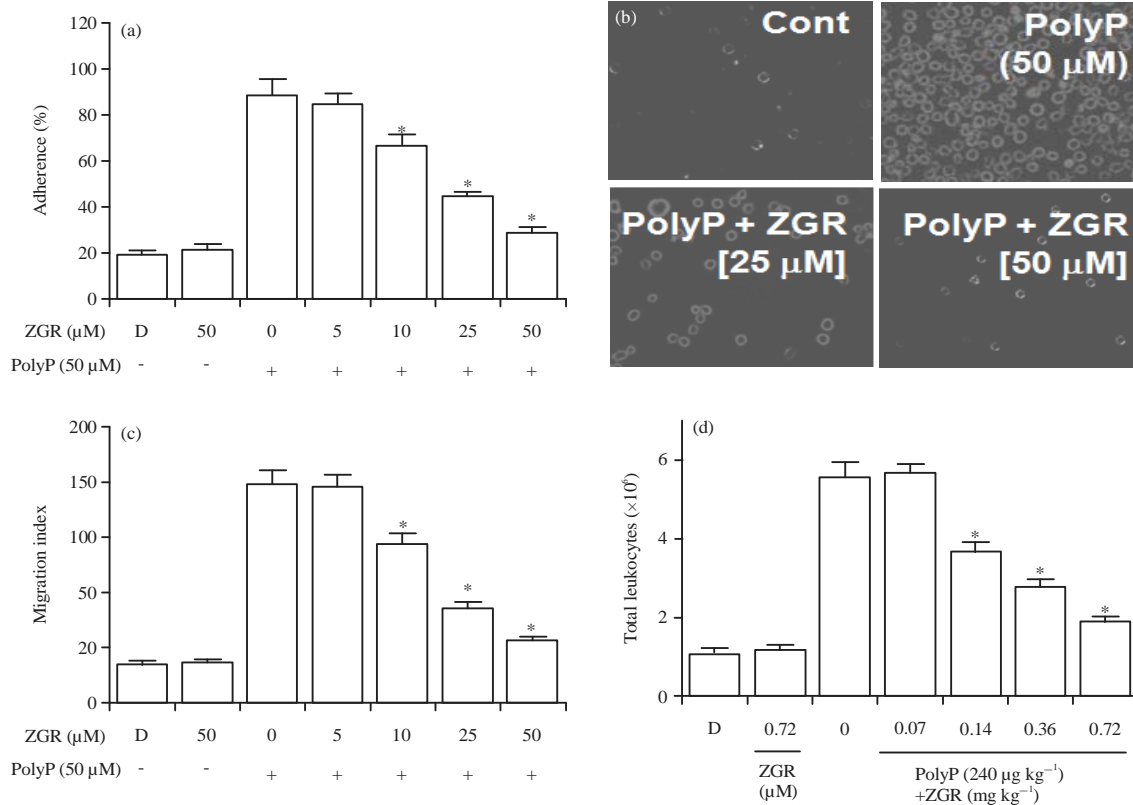 (a)
120
100
80
60
40
20
0
Adherence (%)
ZGR (µM) D 50 0 5 10 25 50
PolyP (50 µM) - - + + + + +
* * *
(b)
Cont
PolyP
(50 µM)
PolyP + ZGR
[25 µM]
PolyP + ZGR
[50 µM]
(c)
200
150
100
50
20
0
Migration index
* * *
ZGR (µM) D 50 0 5 10 25 50
PolyP (50 µM) - - + + + + +
(d)
6
4
2
0
Total leukocytes (×10⁶)
* * *
D 0.72 0 0.07 0.14 0.36 0.72
ZGR
(µM)
PolyP (240 µg kg⁻¹)
+ZGR (mg kg⁻¹)